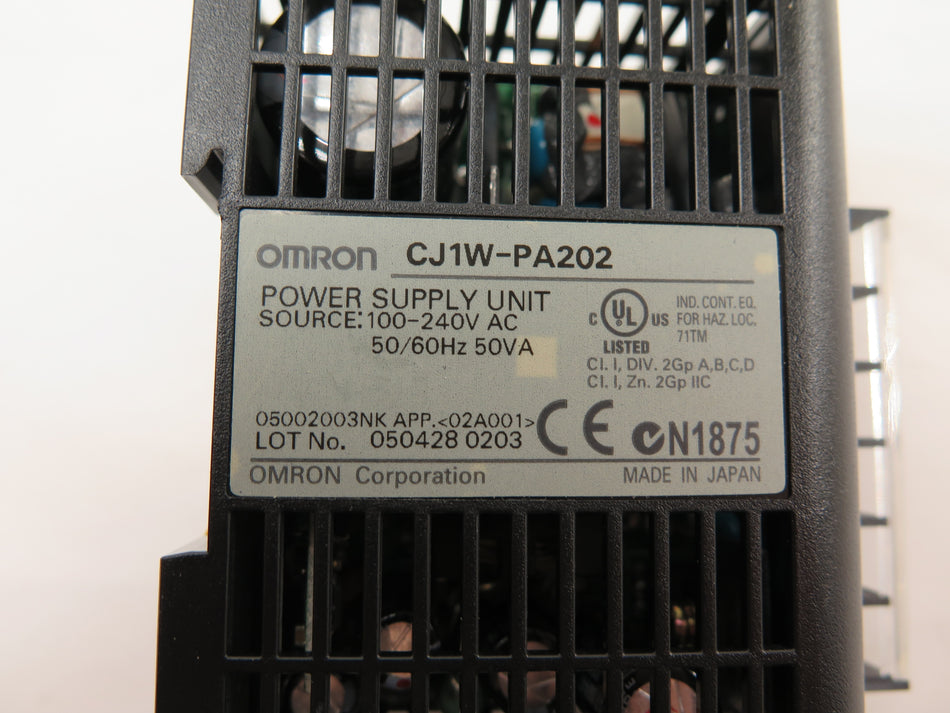 OMRON CJ1W-PA202
POWER SUPPLY UNIT
SOURCE: 100-240V AC
50/60Hz 50VA
C UL US
LISTED
IND. CONT. EQ.
FOR HAZ. LOC.
71TM
Cl. I, DIV. 2Gp A,B,C,D
Cl. I, Zn. 2Gp IIC
05002003NK APP.<02A001>
LOT No. 050428 0203
CE N1875
OMRON Corporation MADE IN JAPAN